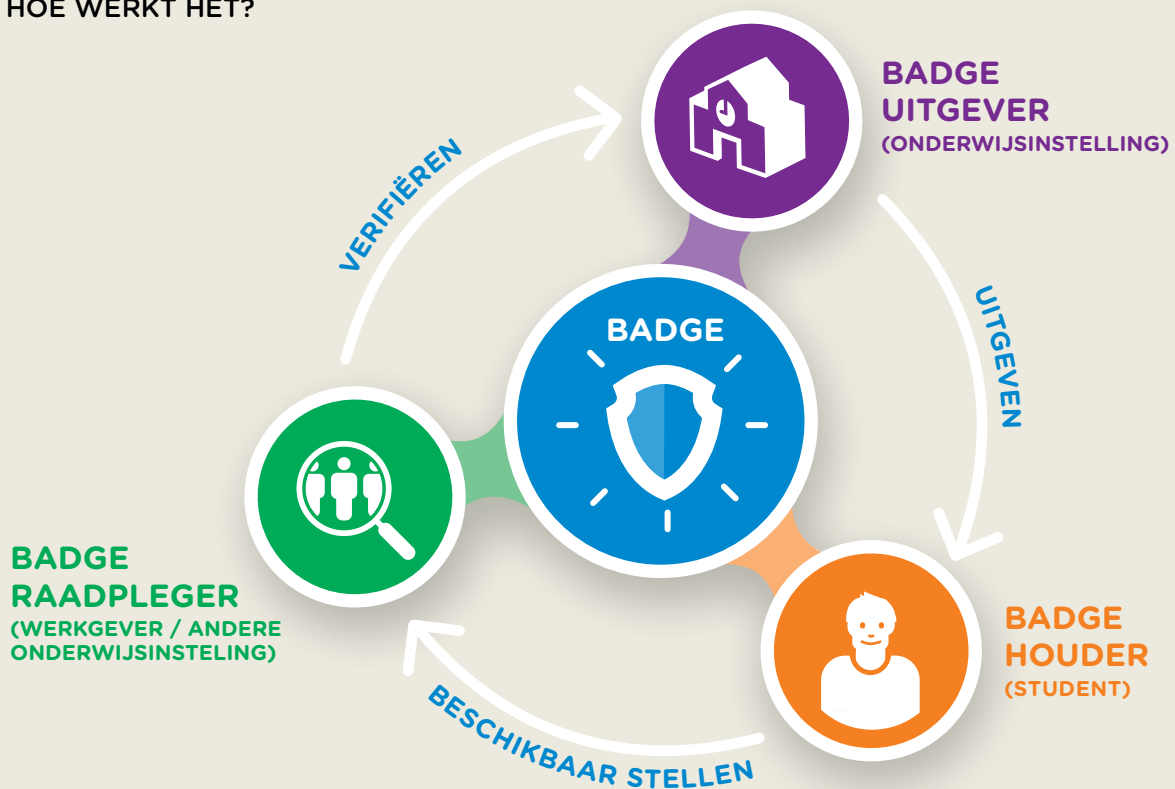 HOE WERKT HET?
BADGE
UITGEVER
(ONDERWIJSINSTELLING)
VERIFIËREN
UITGEVEN
BADGE
BADGE
RAADPLEGER
(WERKGEVER / ANDERE
ONDERWIJSINSTELING)
BADGE
HOUDER
(STUDENT)
BESCHIKBAAR STELLEN